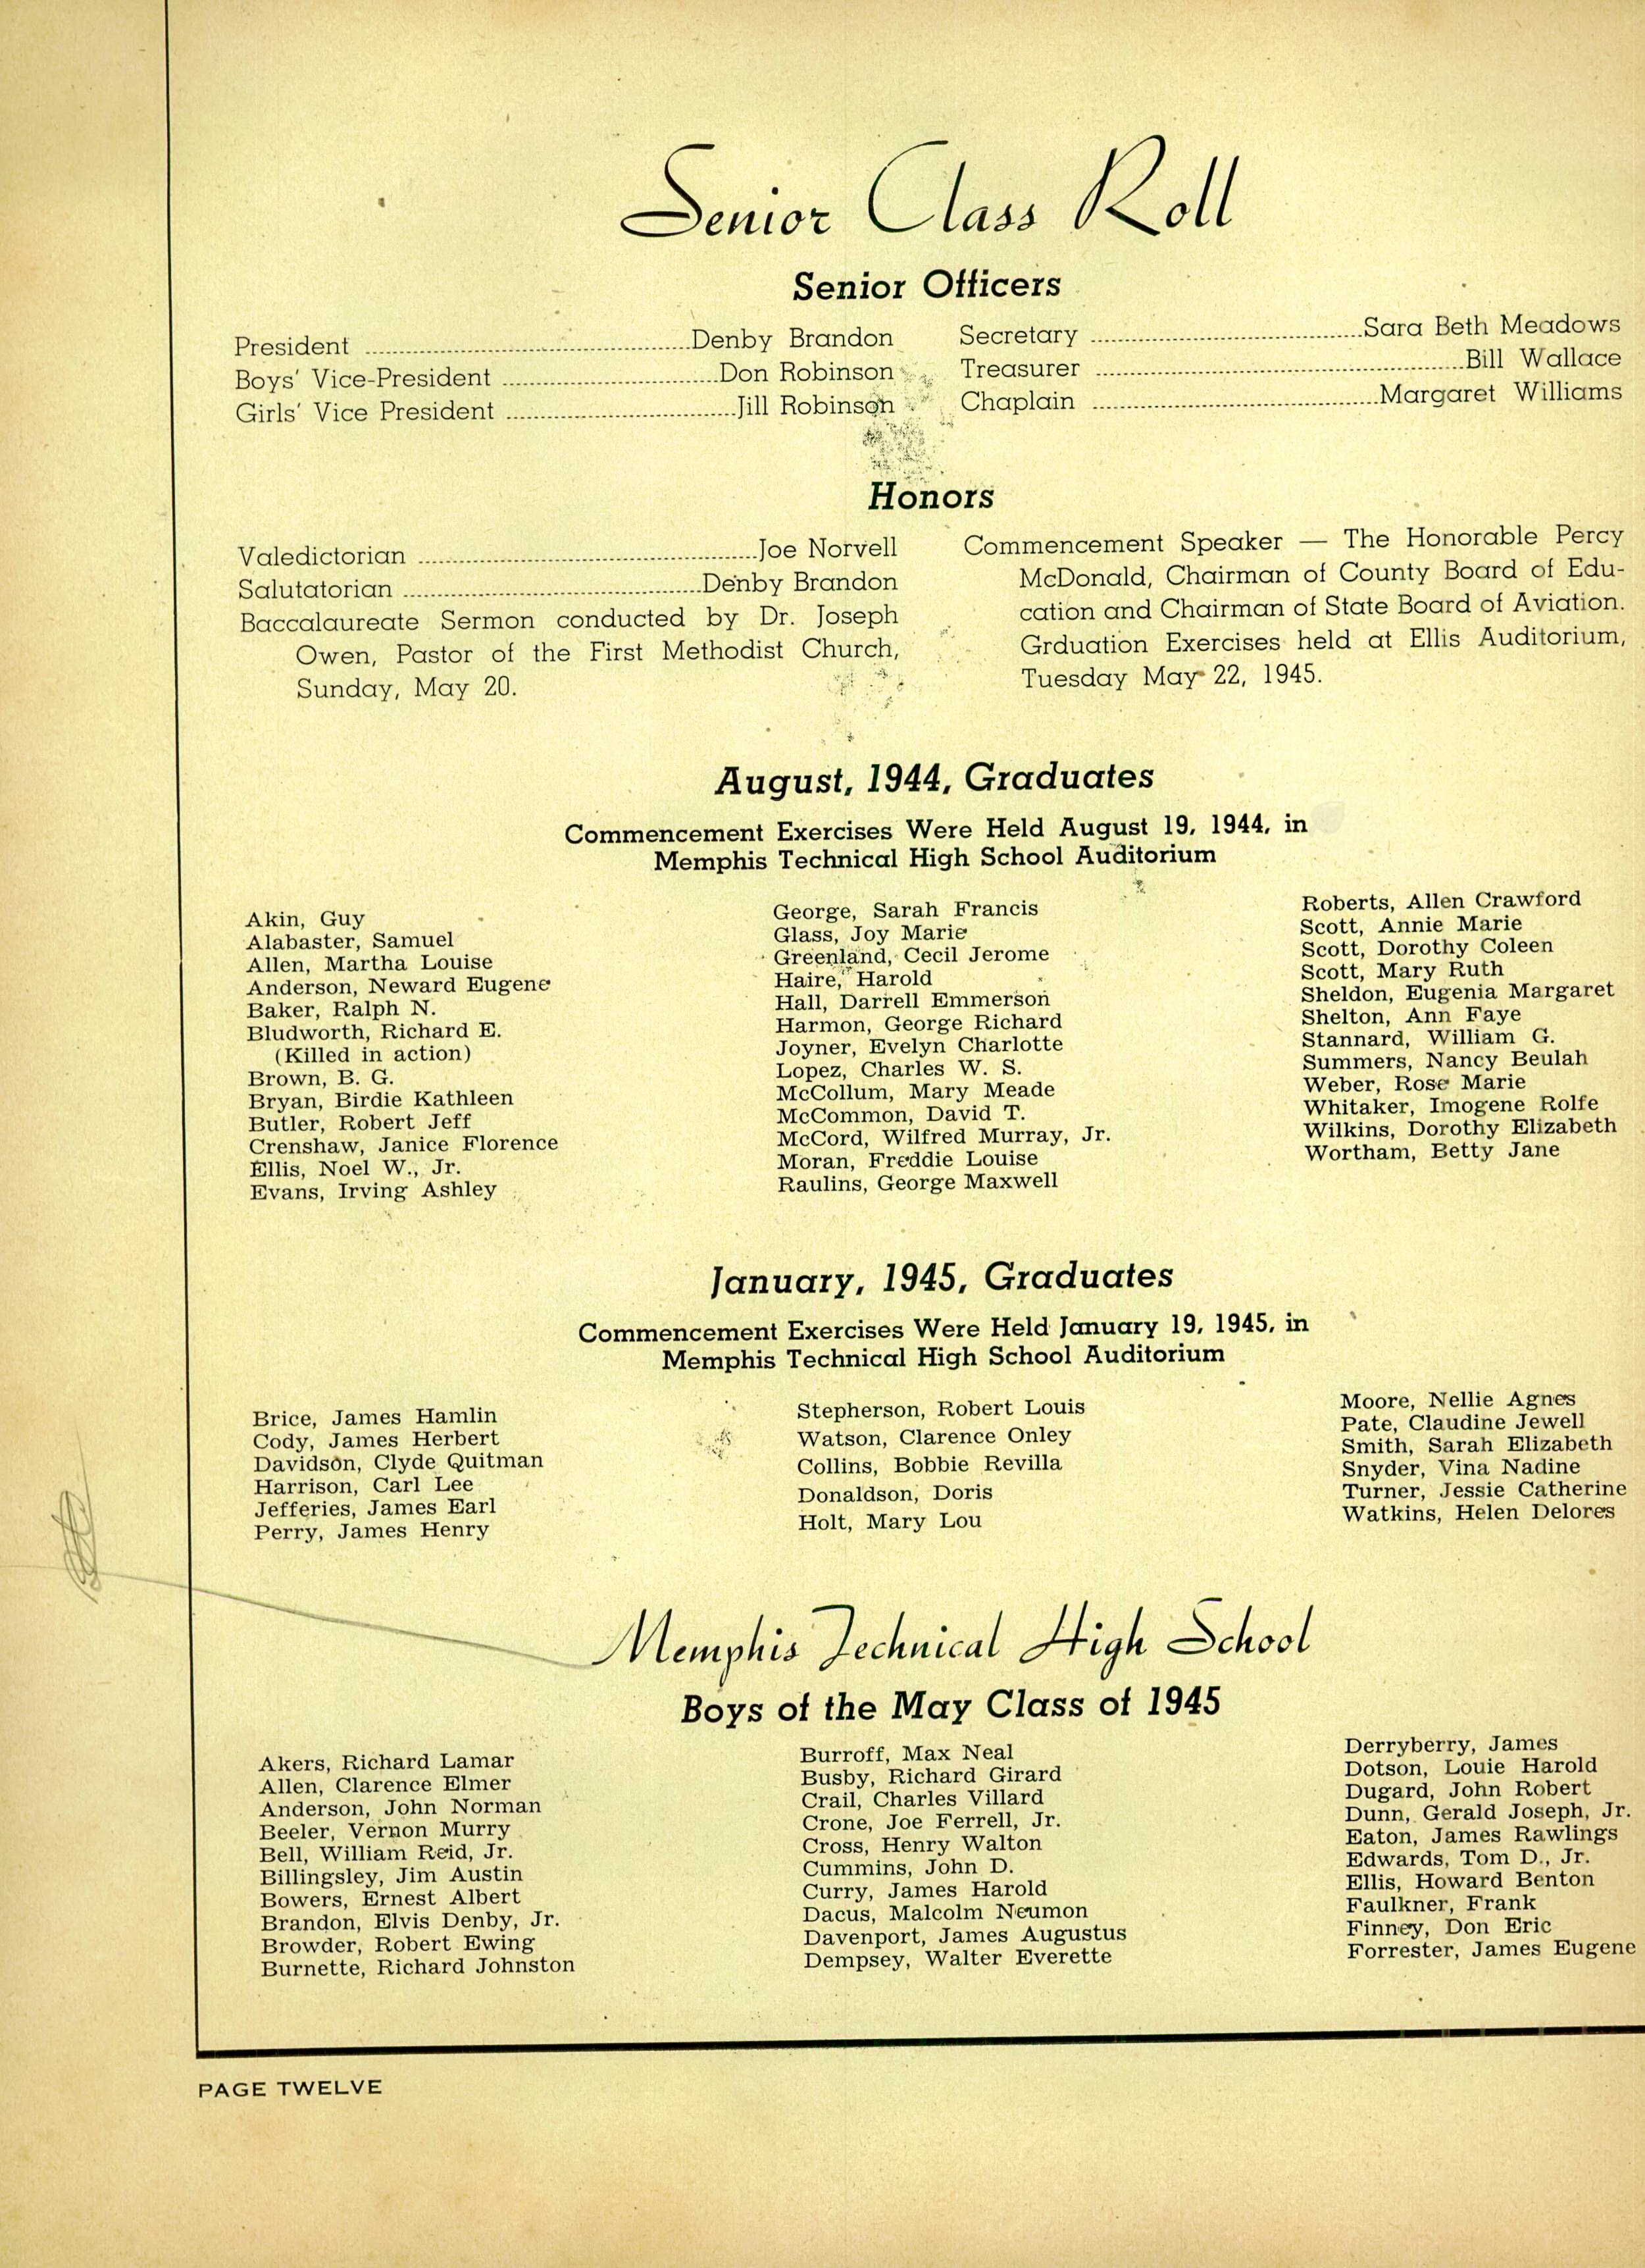 Senior Class Roll
Senior Officers
President ........ Denby Brandon
Boys' Vice-President ........ Don Robinson
Girls' Vice President ........ Jill Robinson
Secretary ........ Sara Beth Meadows
Treasurer ........ Bill Wallace
Chaplain ........ Margaret Williams
Honors
Valedictorian ........ Joe Norvell
Salutatorian ........ Denby Brandon
Baccalaureate Sermon conducted by Dr. Joseph
Owen, Pastor of the First Methodist Church,
Sunday, May 20.
Commencement Speaker — The Honorable Percy
McDonald, Chairman of County Board of Edu-
cation and Chairman of State Board of Aviation.
Grduation Exercises held at Ellis Auditorium,
Tuesday May 22, 1945.
August, 1944, Graduates
Commencement Exercises Were Held August 19, 1944, in
Memphis Technical High School Auditorium
Akin, Guy
Alabaster, Samuel
Allen, Martha Louise
Anderson, Neward Eugene
Baker, Ralph N.
Bludworth, Richard E.
(Killed in action)
Brown, B. G.
Bryan, Birdie Kathleen
Butler, Robert Jeff
Crenshaw, Janice Florence
Ellis, Noel W., Jr.
Evans, Irving Ashley
George, Sarah Francis
Glass, Joy Marie
Greenland, Cecil Jerome
Haire, Harold
Hall, Darrell Emmerson
Harmon, George Richard
Joyner, Evelyn Charlotte
Lopez, Charles W. S.
McCollum, Mary Meade
McCommon, David T.
McCord, Wilfred Murray, Jr.
Moran, Freddie Louise
Raulins, George Maxwell
Roberts, Allen Crawford
Scott, Annie Marie
Scott, Dorothy Coleen
Scott, Mary Ruth
Sheldon, Eugenia Margaret
Shelton, Ann Faye
Stannard, William G.
Summers, Nancy Beulah
Weber, Rose Marie
Whitaker, Imogene Rolfe
Wilkins, Dorothy Elizabeth
Wortham, Betty Jane
January, 1945, Graduates
Commencement Exercises Were Held January 19, 1945, in
Memphis Technical High School Auditorium
Brice, James Hamlin
Cody, James Herbert
Davidson, Clyde Quitman
Harrison, Carl Lee
Jefferies, James Earl
Perry, James Henry
Stepherson, Robert Louis
Watson, Clarence Onley
Collins, Bobbie Revilla
Donaldson, Doris
Holt, Mary Lou
Moore, Nellie Agnes
Pate, Claudine Jewell
Smith, Sarah Elizabeth
Snyder, Vina Nadine
Turner, Jessie Catherine
Watkins, Helen Delores
Memphis Technical High School
Boys of the May Class of 1945
Akers, Richard Lamar
Allen, Clarence Elmer
Anderson, John Norman
Beeler, Vernon Murry
Bell, William Reid, Jr.
Billingsley, Jim Austin
Bowers, Ernest Albert
Brandon, Elvis Denby, Jr.
Browder, Robert Ewing
Burnette, Richard Johnston
Burroff, Max Neal
Busby, Richard Girard
Crail, Charles Villard
Crone, Joe Ferrell, Jr.
Cross, Henry Walton
Cummins, John D.
Curry, James Harold
Dacus, Malcolm Neumon
Davenport, James Augustus
Dempsey, Walter Everette
Derryberry, James
Dotson, Louie Harold
Dugard, John Robert
Dunn, Gerald Joseph, Jr.
Eaton, James Rawlings
Edwards, Tom D., Jr.
Ellis, Howard Benton
Faulkner, Frank
Finney, Don Eric
Forrester, James Eugene
PAGE TWELVE